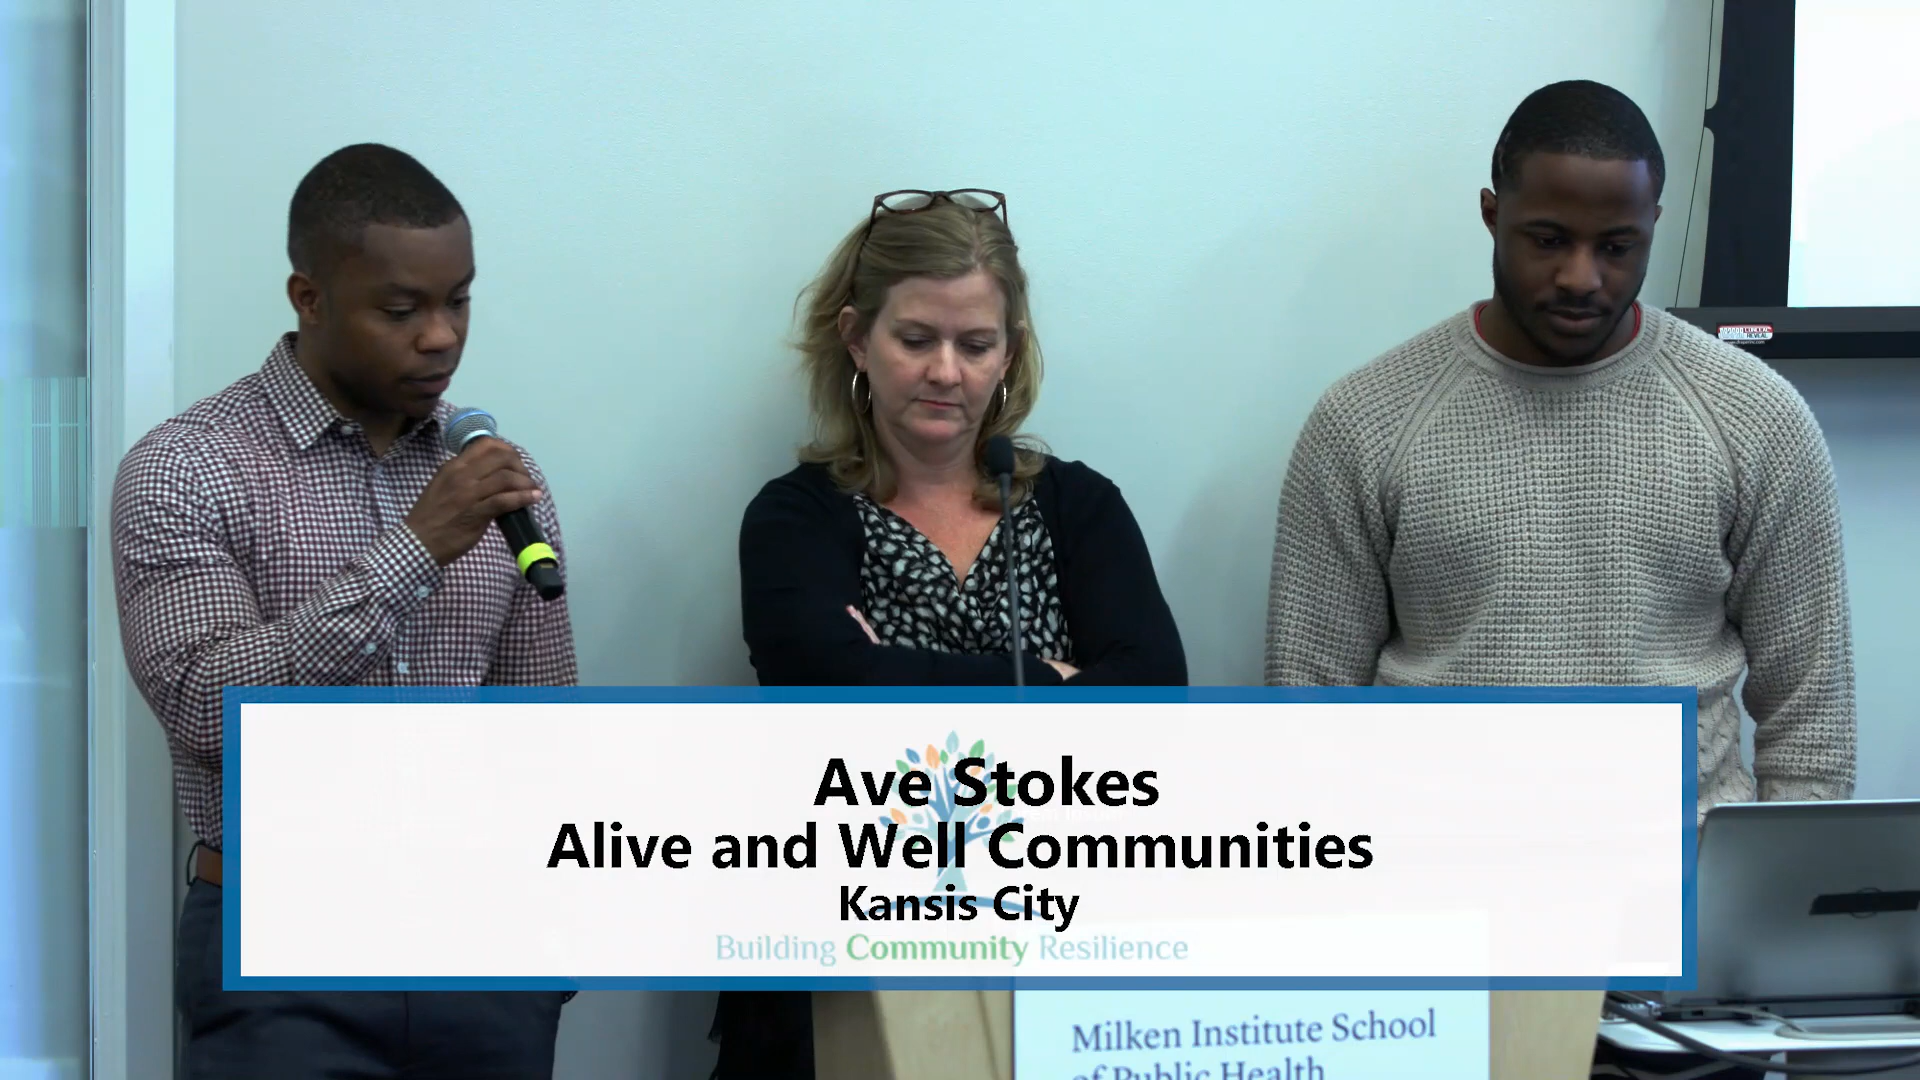 Ave Stokes
Alive and Well Communities
Kansis City
Building Community Resilience
Milken Institute School
of Public Health